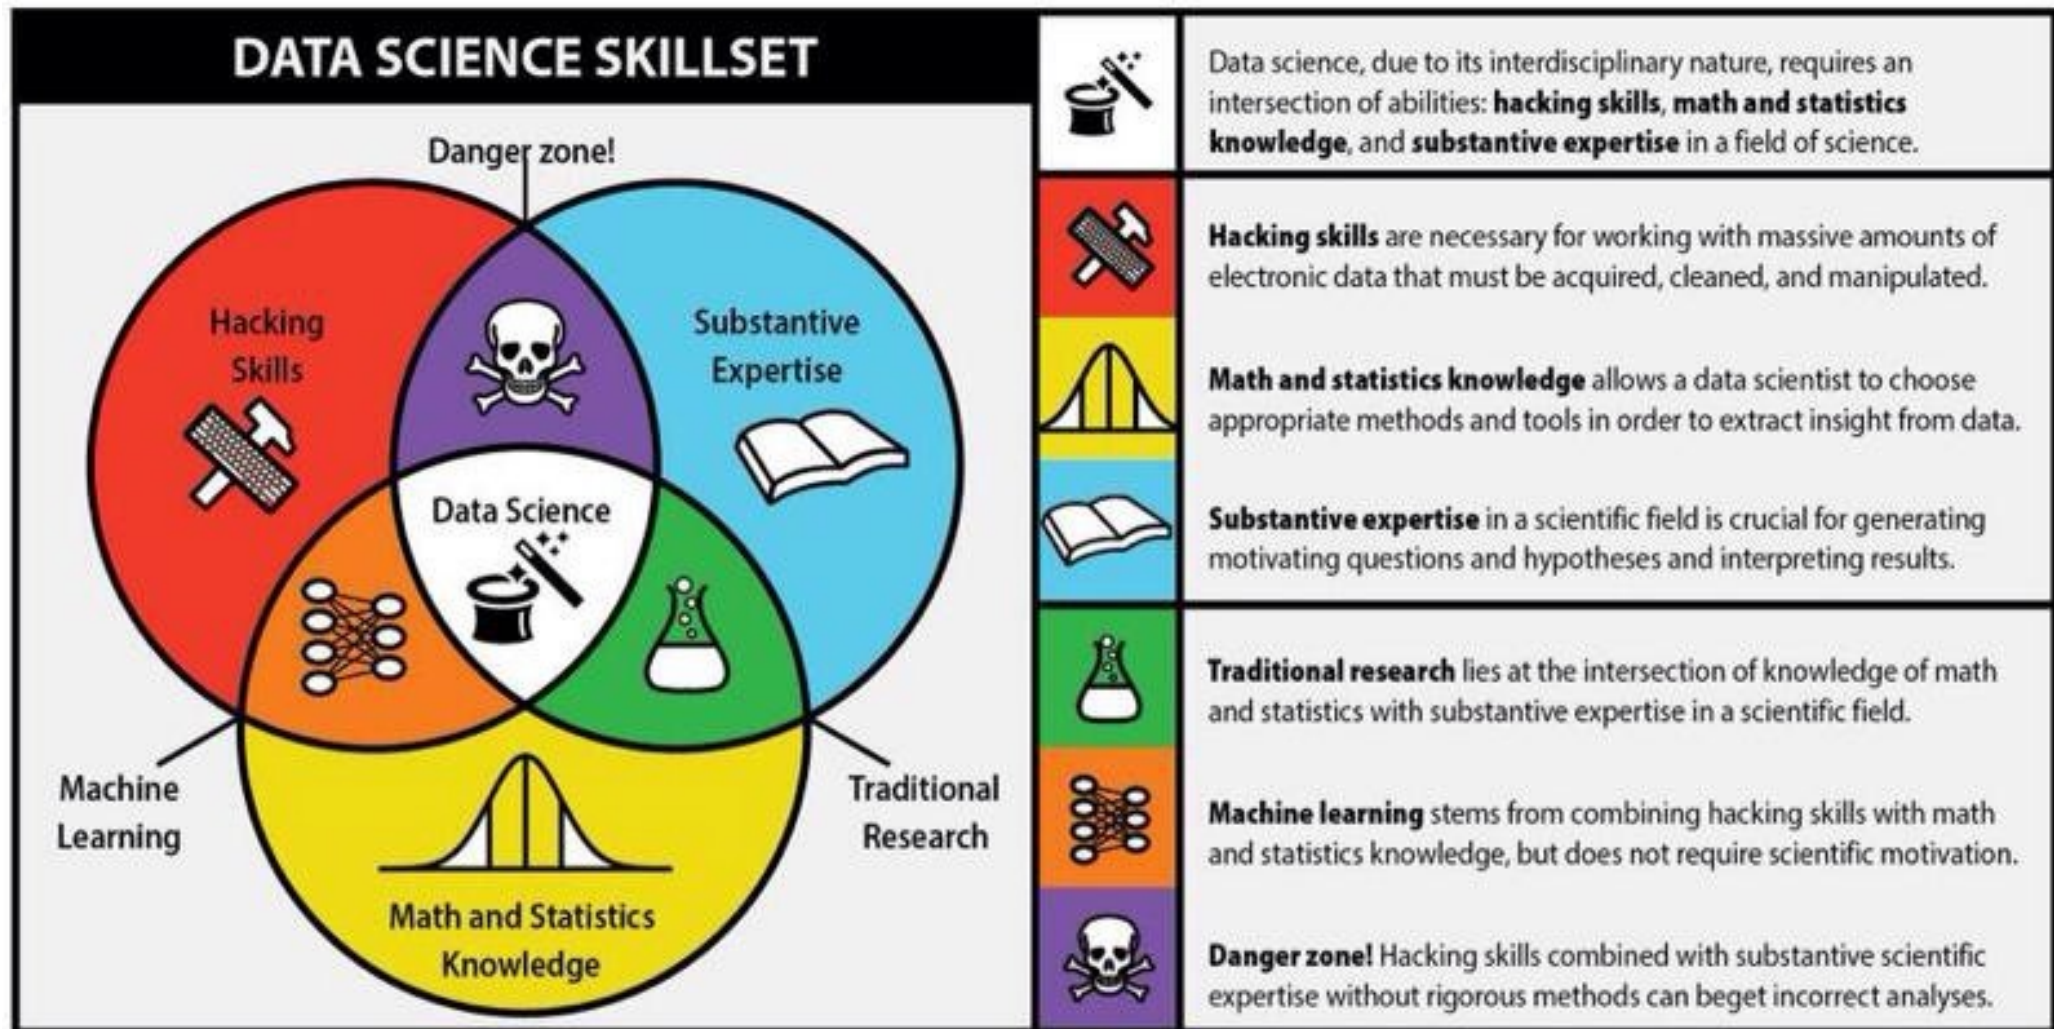 DATA SCIENCE SKILLSET
Danger zone!
Hacking
Skills
Substantive
Expertise
Data Science
Machine
Learning
Traditional
Research
Math and Statistics
Knowledge
Data science, due to its interdisciplinary nature, requires an
intersection of abilities: hacking skills, math and statistics
knowledge, and substantive expertise in a field of science.
Hacking skills are necessary for working with massive amounts of
electronic data that must be acquired, cleaned, and manipulated.
Math and statistics knowledge allows a data scientist to choose
appropriate methods and tools in order to extract insight from data.
Substantive expertise in a scientific field is crucial for generating
motivating questions and hypotheses and interpreting results.
Traditional research lies at the intersection of knowledge of math
and statistics with substantive expertise in a scientific field.
Machine learning stems from combining hacking skills with math
and statistics knowledge, but does not require scientific motivation.
Danger zone! Hacking skills combined with substantive scientific
expertise without rigorous methods can beget incorrect analyses.